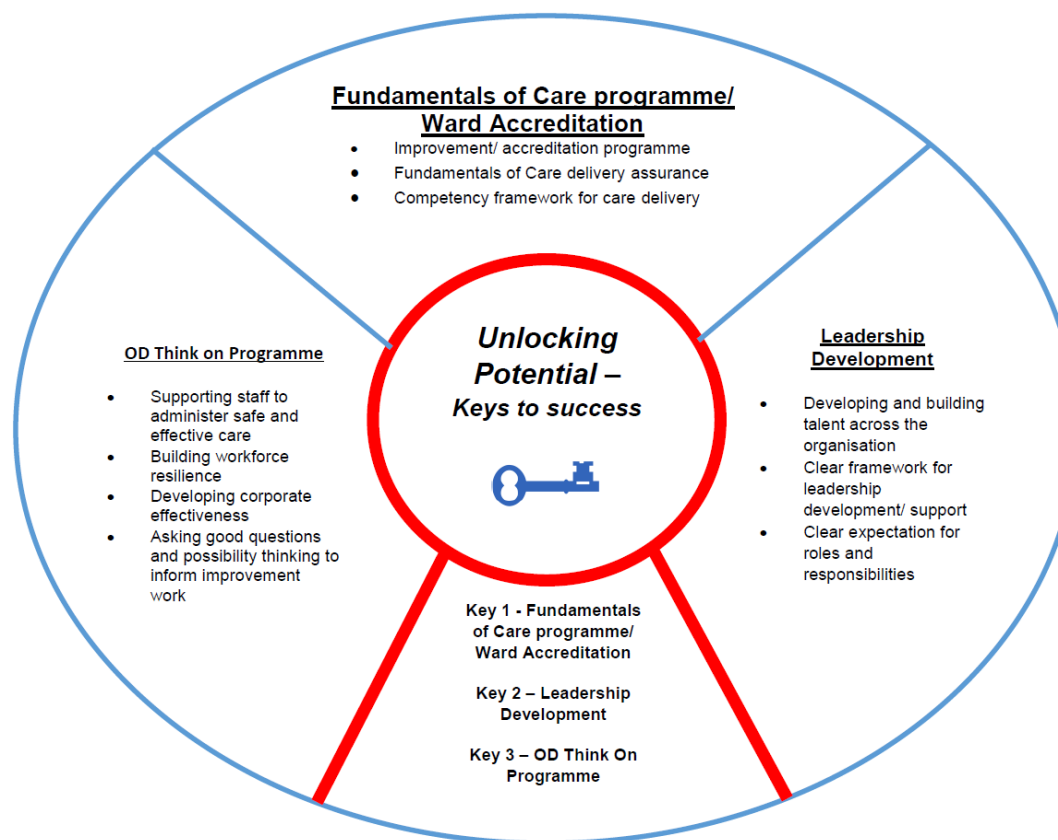 Fundamentals of Care programme/
Ward Accreditation
• Improvement/ accreditation programme
• Fundamentals of Care delivery assurance
• Competency framework for care delivery
OD Think on Programme
• Supporting staff to
administer safe and
effective care
• Building workforce
resilience
• Developing corporate
effectiveness
• Asking good questions
and possibility thinking to
inform improvement
work
Unlocking
Potential –
Keys to success
Leadership
Development
• Developing and building
talent across the
organisation
• Clear framework for
leadership
development/ support
• Clear expectation for
roles and
responsibilities
Key 1 - Fundamentals
of Care programme/
Ward Accreditation
Key 2 – Leadership
Development
Key 3 – OD Think On
Programme